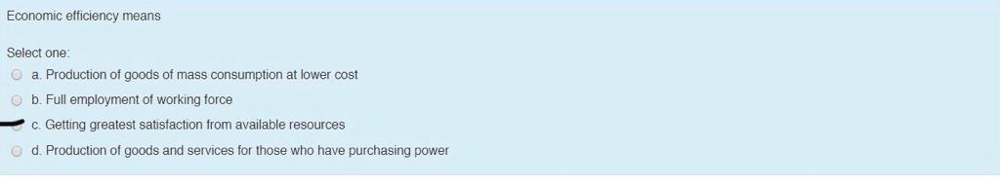 Economic efficiency means
Select one:
a. Production of goods of mass consumption at lower cost
b. Full employment of working force
c. Getting greatest satisfaction from available resources
d. Production of goods and services for those who have purchasing power